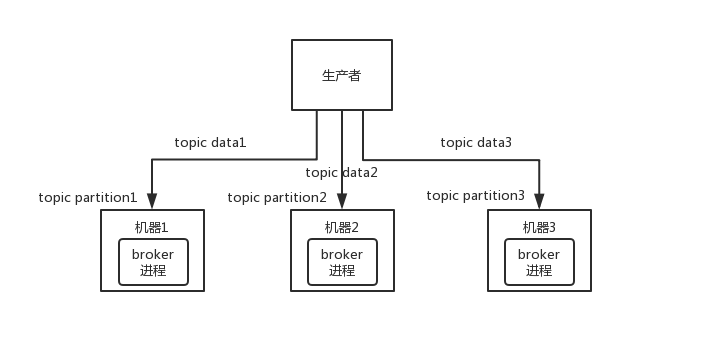 生产者
topic data1
topic data3
topic data2
topic partition1
topic partition2
topic partition3
机器1
broker
进程
机器2
broker
进程
机器3
broker
进程